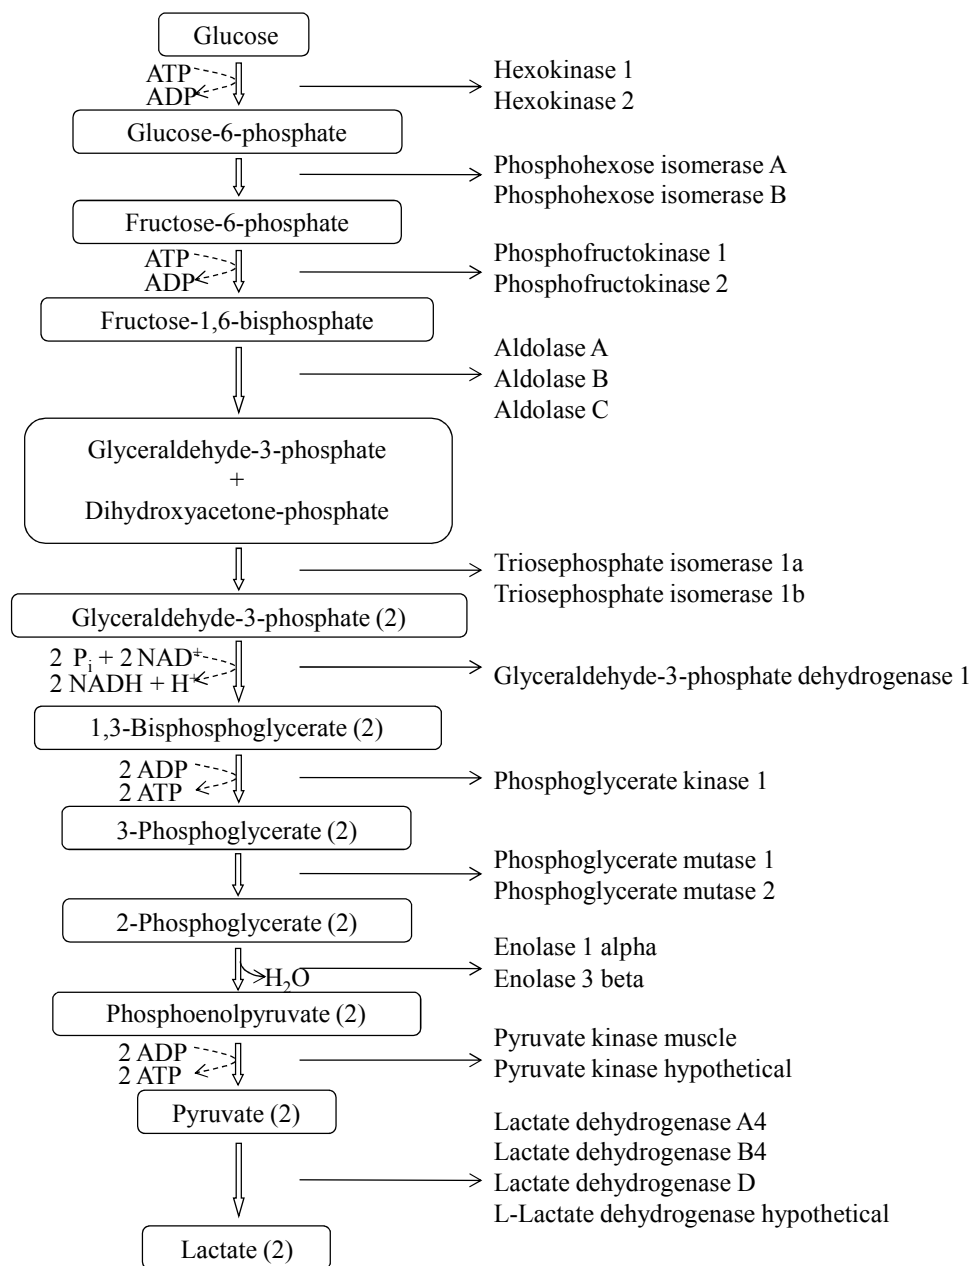 Glucose
ATP
ADP
Hexokinase 1
Hexokinase 2
Glucose-6-phosphate
Phosphohexose isomerase A
Phosphohexose isomerase B
Fructose-6-phosphate
ATP
ADP
Phosphofructokinase 1
Phosphofructokinase 2
Fructose-1,6-bisphosphate
Aldolase A
Aldolase B
Aldolase C
Glyceraldehyde-3-phosphate
+
Dihydroxyacetone-phosphate
Triosephosphate isomerase 1a
Triosephosphate isomerase 1b
Glyceraldehyde-3-phosphate (2)
2 Pi + 2 NAD+
2 NADH + H+
Glyceraldehyde-3-phosphate dehydrogenase 1
1,3-Bisphosphoglycerate (2)
2 ADP
2 ATP
Phosphoglycerate kinase 1
3-Phosphoglycerate (2)
Phosphoglycerate mutase 1
Phosphoglycerate mutase 2
2-Phosphoglycerate (2)
H2O
Enolase 1 alpha
Enolase 3 beta
Phosphoenolpyruvate (2)
2 ADP
2 ATP
Pyruvate kinase muscle
Pyruvate kinase hypothetical
Pyruvate (2)
Lactate dehydrogenase A4
Lactate dehydrogenase B4
Lactate dehydrogenase D
L-Lactate dehydrogenase hypothetical
Lactate (2)